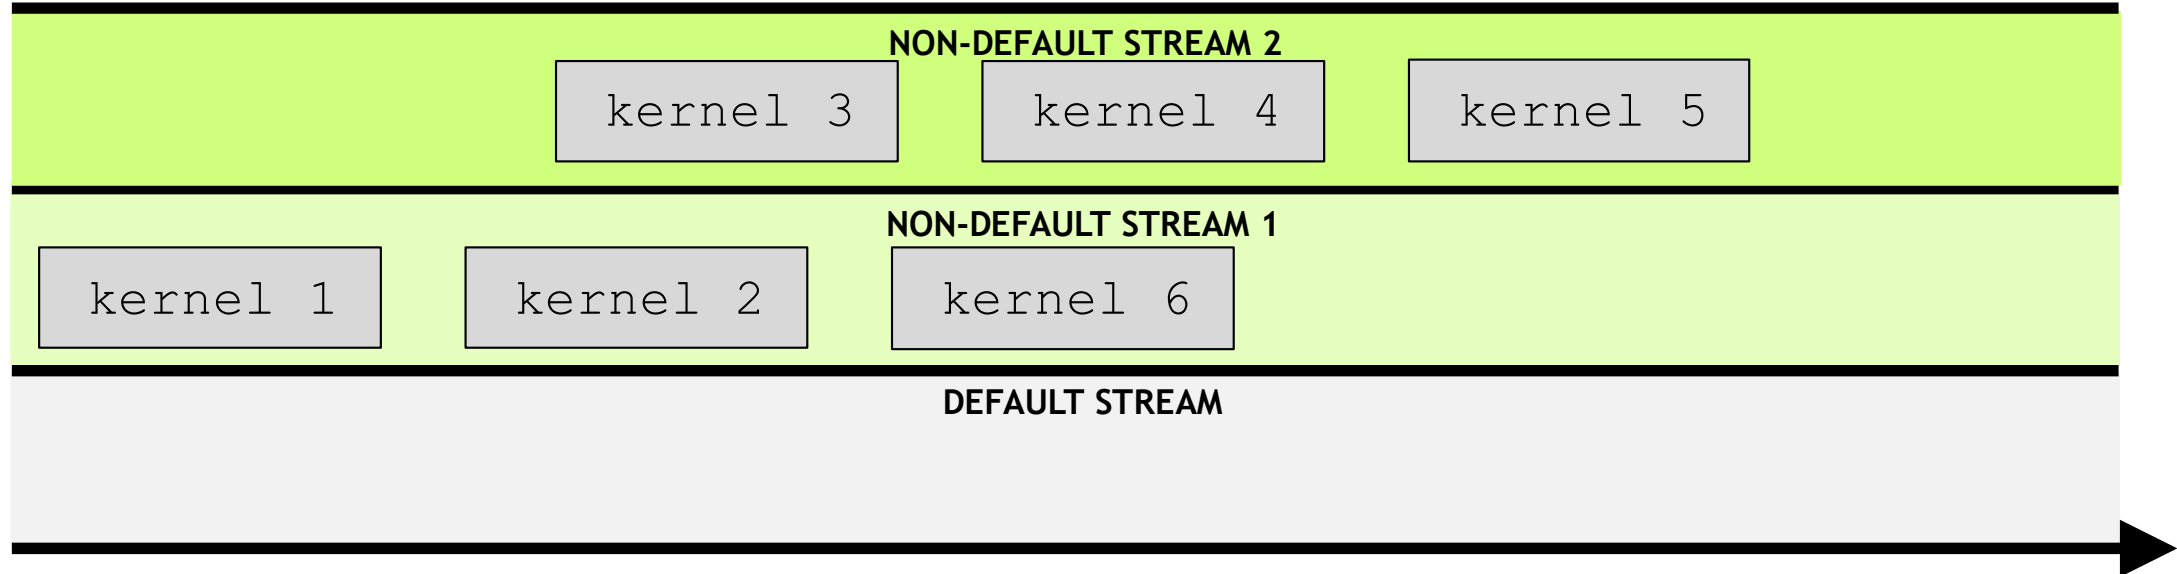 NON-DEFAULT STREAM 2
kernel 3
kernel 4
kernel 5
NON-DEFAULT STREAM 1
kernel 1
kernel 2
kernel 6
DEFAULT STREAM